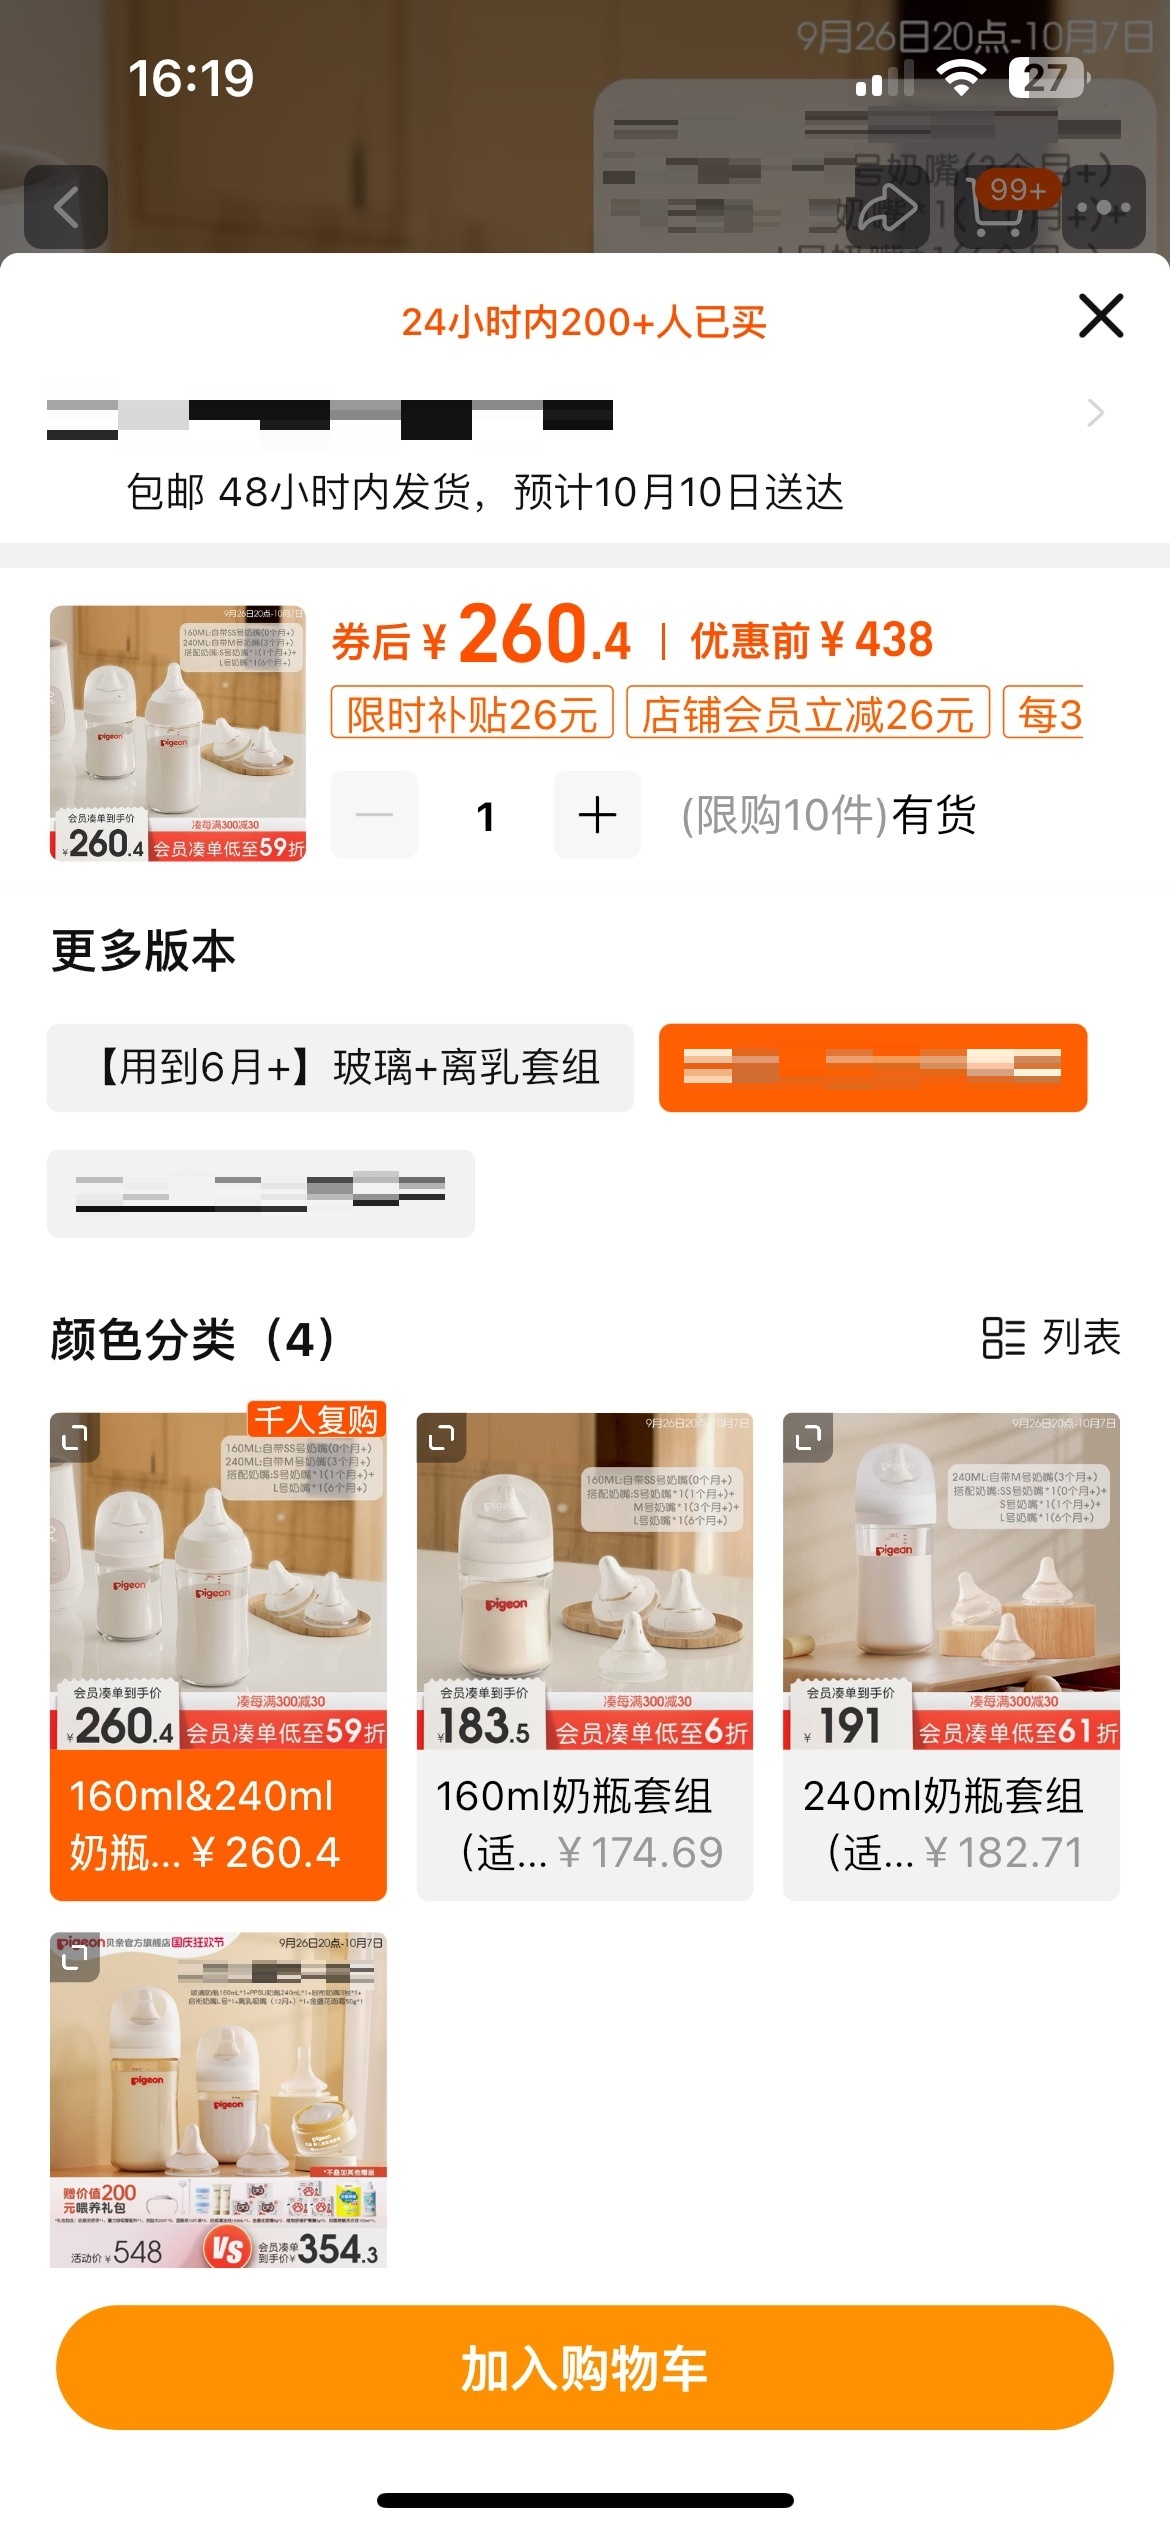 9月26日20点-10月7日
16:19
27
99+
24小时内200+人已买
包邮 48小时内发货，预计10月10日送达
券后 ¥260.4 | 优惠前 ¥438
限时补贴26元 店铺会员立减26元 每3
9月26日20点-10月7日
160ML:自带SS号奶嘴(0个月+)
240ML:自带M号奶嘴(3个月+)
搭配奶嘴:S号奶嘴*1(1个月+)+
L号奶嘴*1(6个月+)
Pigeon
Pigeon
会员凑单到手价
¥260.4
凑每满300减30
会员凑单低至59折
1
(限购10件)有货
更多版本
【用到6月+】玻璃+离乳套组
颜色分类（4）
列表
千人复购
160ML:自带SS号奶嘴(0个月+)
240ML:自带M号奶嘴(3个月+)
搭配奶嘴:S号奶嘴*1(1个月+)+
L号奶嘴*1(6个月+)
Pigeon
Pigeon
会员凑单到手价
¥260.4
凑每满300减30
会员凑单低至59折
160ml&240ml
奶瓶... ¥260.4
9月26日20点-10月7日
160ML:自带SS号奶嘴(0个月+)
搭配奶嘴:S号奶嘴*1(1个月+)+
M号奶嘴*1(3个月+)+
L号奶嘴*1(6个月+)
Pigeon
会员凑单到手价
¥183.5
凑每满300减30
会员凑单低至6折
160ml奶瓶套组
（适... ¥174.69
9月26日20点-10月7日
240ML:自带M号奶嘴(3个月+)
搭配奶嘴:SS号奶嘴*1(0个月+)+
S号奶嘴*1(1个月+)+
L号奶嘴*1(6个月+)
Pigeon
会员凑单到手价
¥191
凑每满300减30
会员凑单低至61折
240ml奶瓶套组
（适... ¥182.71
Pigeon贝亲官方旗舰店 国庆狂欢节
9月26日20点-10月7日
Pigeon
Pigeon
*不叠加其他赠品
赠价值200
元喂养礼包
活动价 ¥548
VS
会员凑单
到手价¥354.3
加入购物车